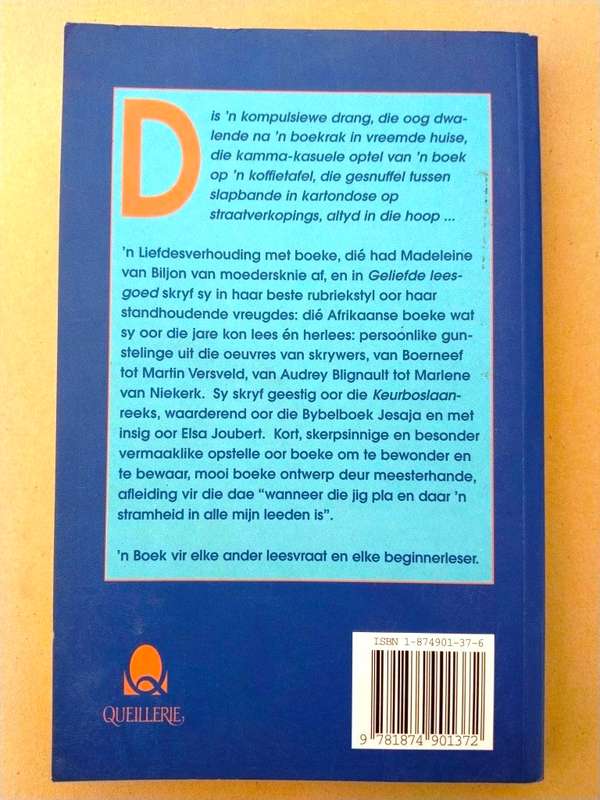 Dis 'n kompulsiewe drang, die oog dwa-
lende na 'n boekrak in vreemde huise,
die kamma-kasuele optel van 'n boek
op 'n koffietafel, die gesnuffel tussen
slapbande in kartondose op
straatverkopings, altyd in die hoop ...
'n Liefdesverhouding met boeke, dié had Madeleine
van Biljon van moedersknie af, en in Geliefde lees-
goed skryf sy in haar beste rubriekstyl oor haar
standhoudende vreugdes: dié Afrikaanse boeke wat
sy oor die jare kon lees én herlees: persoonlike gun-
stelinge uit die oeuvres van skrywers, van Boerneef
tot Martin Versveld, van Audrey Blignault tot Marlene
van Niekerk. Sy skryf geestig oor die Keurboslaan-
reeks, waarderend oor die Bybelboek Jesaja en met
insig oor Elsa Joubert. Kort, skerpsinnige en besonder
vermaaklike opstelle oor boeke om te bewonder en
te bewaar, mooi boeke ontwerp deur meesterhande,
afleiding vir die dae “wanneer die jig pla en daar 'n
stramheid in alle mijn leeden is”.
'n Boek vir elke ander leesvraat en elke beginnerleser.
ISBN 1-874901-37-6
9 781874 901372
QUEILLERIE